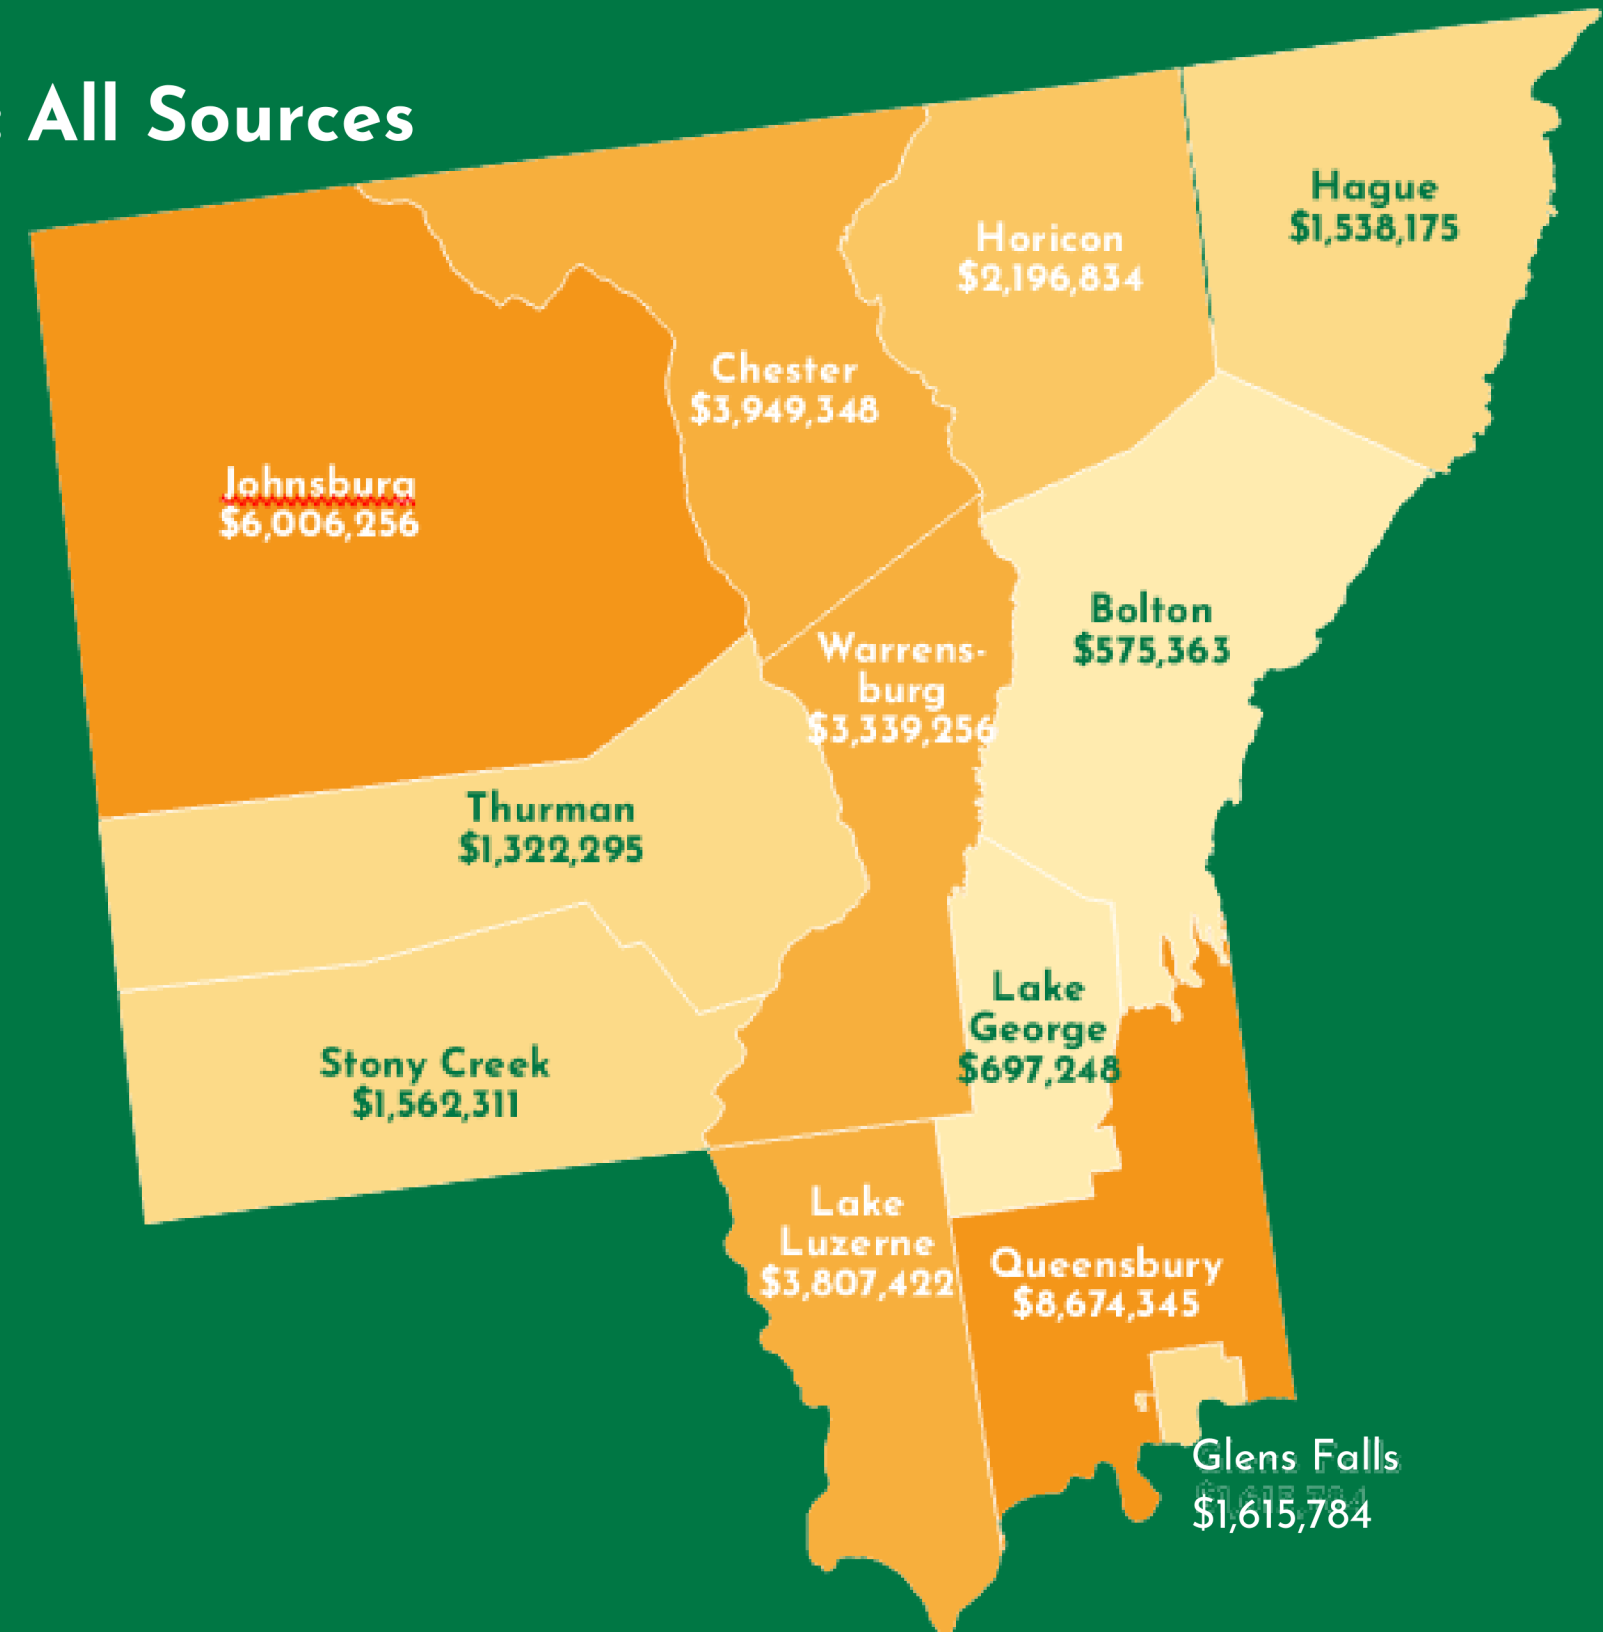 : All Sources
Hague
$1,538,175
Horicon
$2,196,834
Chester
$3,949,348
Johnsburg
$6,006,256
Bolton
$575,363
Warrens-
burg
$3,339,256
Thurman
$1,322,295
Lake
George
$697,248
Stony Creek
$1,562,311
Lake
Luzerne
$3,807,422
Queensbury
$8,674,345
Glens Falls
$1,615,784